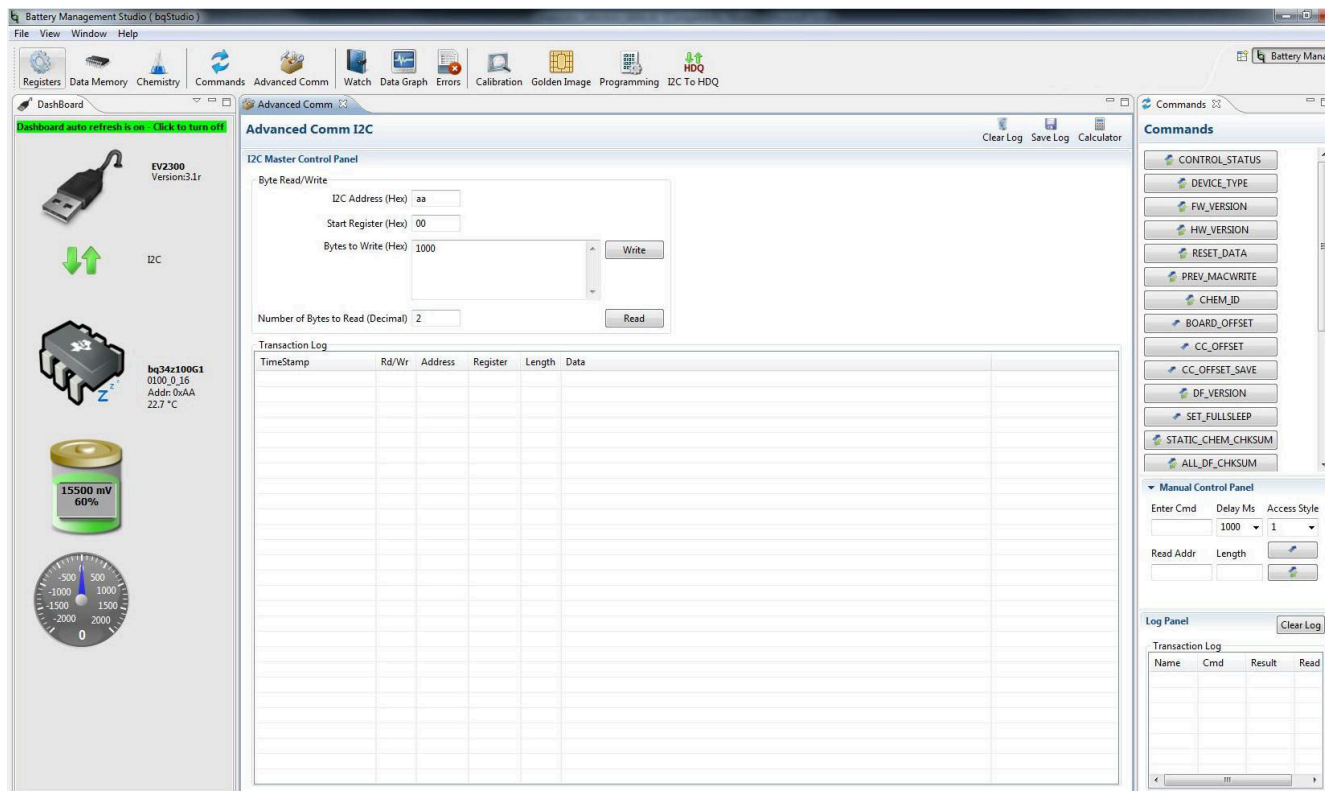 Battery Management Studio ( bqStudio )
File View Window Help
Registers Data Memory Chemistry Commands Advanced Comm Watch Data Graph Errors Calibration Golden Image Programming HDQ I2C To HDQ
Battery Mana
DashBoard
Dashboard auto refresh is on - Click to turn off
EV2300
Version:3.1r
I2C
bq34z100G1
0100_0_16
Addr: 0xAA
22.7 °C
z z
15500 mV
60%
-500 500
-1000 1000
-1500 1500
-2000 2000
0
Advanced Comm
Advanced Comm I2C
Clear Log Save Log Calculator
I2C Master Control Panel
Byte Read/Write
I2C Address (Hex) aa
Start Register (Hex) 00
Bytes to Write (Hex) 1000 Write
Number of Bytes to Read (Decimal) 2 Read
Transaction Log
TimeStamp Rd/Wr Address Register Length Data
Commands
Commands
CONTROL_STATUS
DEVICE_TYPE
FW_VERSION
HW_VERSION
RESET_DATA
PREV_MACWRITE
CHEM_ID
BOARD_OFFSET
CC_OFFSET
CC_OFFSET_SAVE
DF_VERSION
SET_FULLSLEEP
STATIC_CHEM_CHKSUM
ALL_DF_CHKSUM
Manual Control Panel
Enter Cmd Delay Ms Access Style
1000 1
Read Addr Length
Log Panel
Clear Log
Transaction Log
Name Cmd Result Read